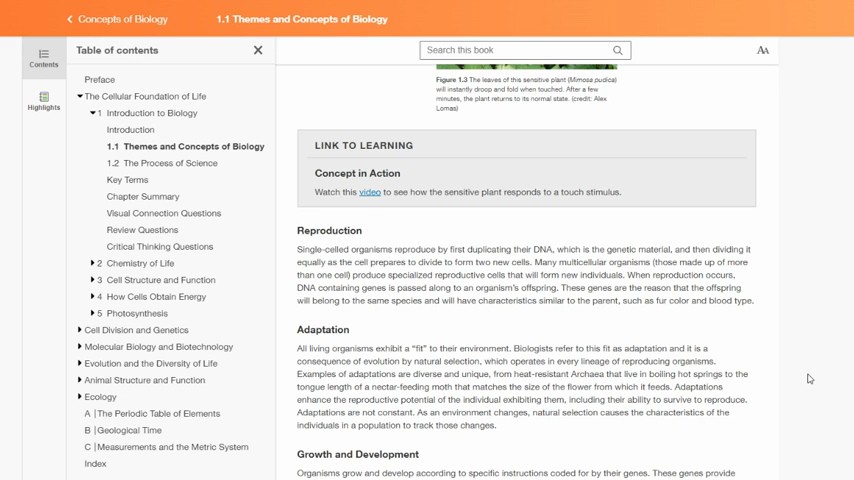 Concepts of Biology
1.1 Themes and Concepts of Biology
Contents
Highlights
Table of contents
Preface
The Cellular Foundation of Life
1 Introduction to Biology
Introduction
1.1 Themes and Concepts of Biology
1.2 The Process of Science
Key Terms
Chapter Summary
Visual Connection Questions
Review Questions
Critical Thinking Questions
2 Chemistry of Life
3 Cell Structure and Function
4 How Cells Obtain Energy
5 Photosynthesis
Cell Division and Genetics
Molecular Biology and Biotechnology
Evolution and the Diversity of Life
Animal Structure and Function
Ecology
A | The Periodic Table of Elements
B | Geological Time
C | Measurements and the Metric System
Index
Search this book
AA
Figure 1.3 The leaves of this sensitive plant (Mimosa pudica)
will instantly droop and fold when touched. After a few
minutes, the plant returns to its normal state. (credit: Alex
Lomas)
LINK TO LEARNING
Concept in Action
Watch this video to see how the sensitive plant responds to a touch stimulus.
Reproduction
Single-celled organisms reproduce by first duplicating their DNA, which is the genetic material, and then dividing it
equally as the cell prepares to divide to form two new cells. Many multicellular organisms (those made up of more
than one cell) produce specialized reproductive cells that will form new individuals. When reproduction occurs,
DNA containing genes is passed along to an organism's offspring. These genes are the reason that the offspring
will belong to the same species and will have characteristics similar to the parent, such as fur color and blood type.
Adaptation
All living organisms exhibit a "fit" to their environment. Biologists refer to this fit as adaptation and it is a
consequence of evolution by natural selection, which operates in every lineage of reproducing organisms.
Examples of adaptations are diverse and unique, from heat-resistant Archaea that live in boiling hot springs to the
tongue length of a nectar-feeding moth that matches the size of the flower from which it feeds. Adaptations
enhance the reproductive potential of the individual exhibiting them, including their ability to survive to reproduce.
Adaptations are not constant. As an environment changes, natural selection causes the characteristics of the
individuals in a population to track those changes.
Growth and Development
Organisms grow and develop according to specific instructions coded for by their genes. These genes provide